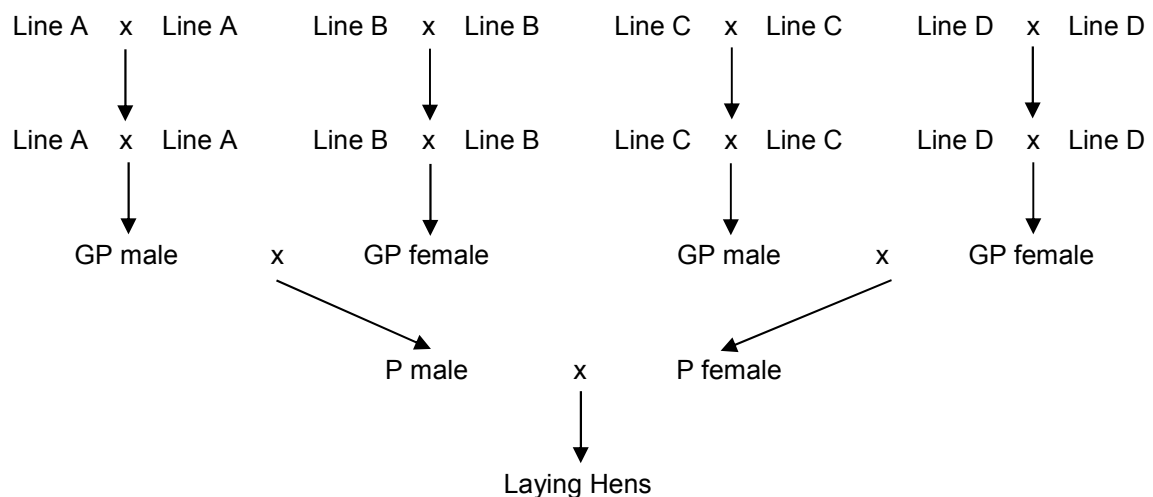 Line A x Line A Line B x Line B Line C x Line C Line D x Line D
Line A x Line A Line B x Line B Line C x Line C Line D x Line D
GP male x GP female GP male x GP female
P male x P female
Laying Hens